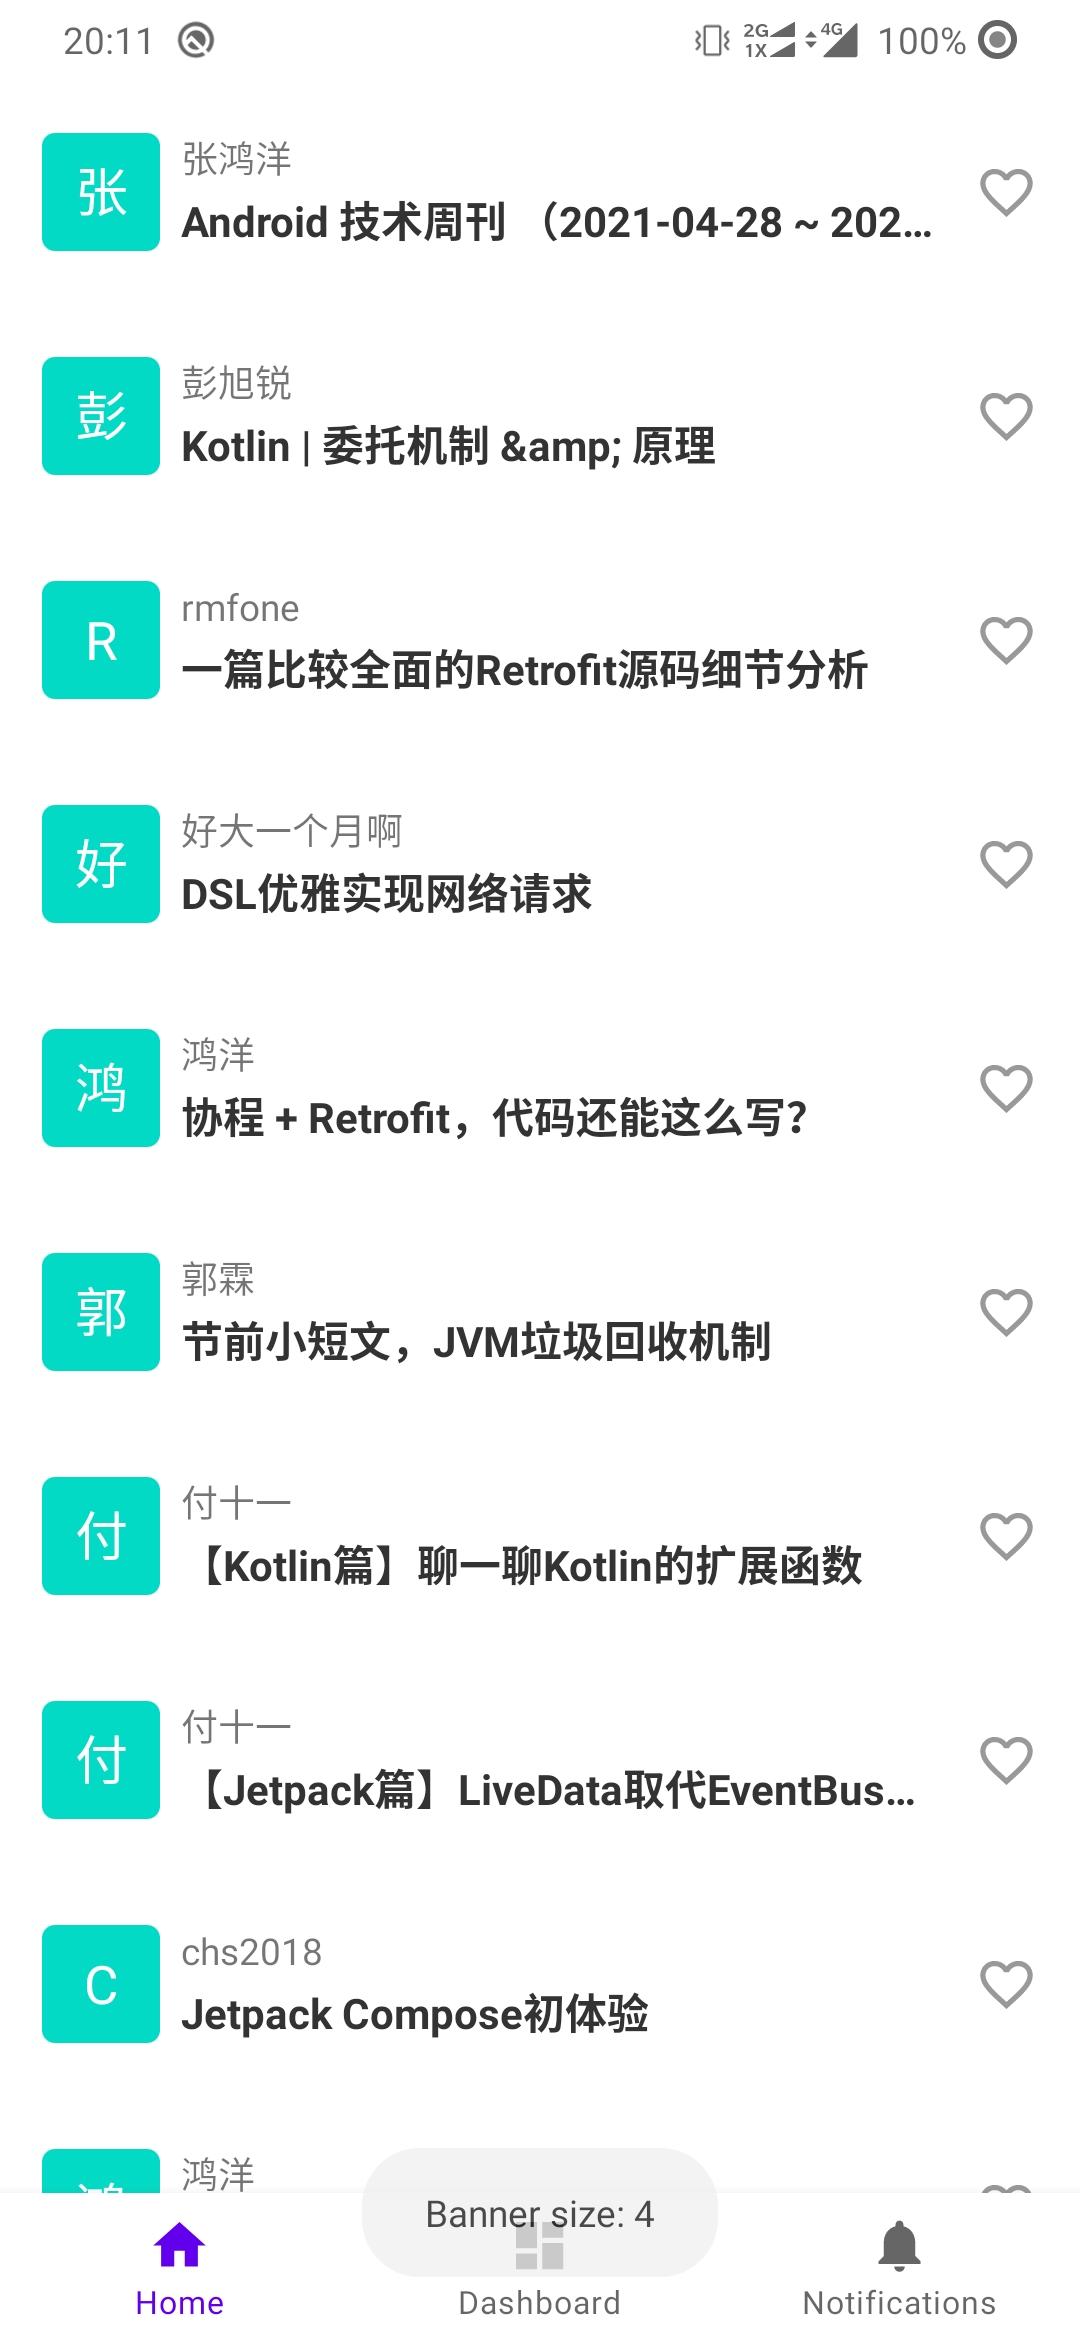 20:11
2G
1X
4G
100%
张
张鸿洋
Android 技术周刊 （2021-04-28 ~ 202…
彭
彭旭锐
Kotlin | 委托机制 &amp; 原理
R
rmfone
一篇比较全面的Retrofit源码细节分析
好
好大一个月啊
DSL优雅实现网络请求
鸿
鸿洋
协程 + Retrofit，代码还能这么写？
郭
郭霖
节前小短文，JVM垃圾回收机制
付
付十一
【Kotlin篇】聊一聊Kotlin的扩展函数
付
付十一
【Jetpack篇】LiveData取代EventBus…
C
chs2018
Jetpack Compose初体验
鸿洋
Banner size: 4
Home
Dashboard
Notifications